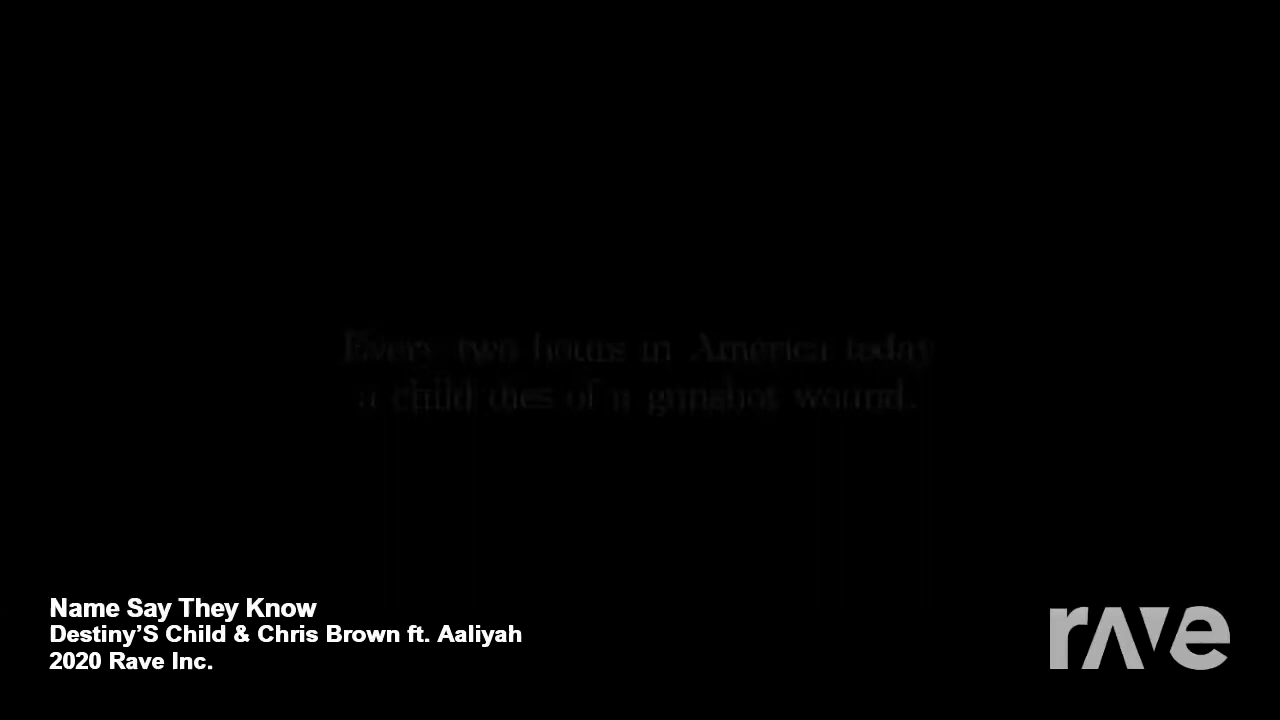 Every two hours in America today
a child dies of a gunshot wound.
Name Say They Know
Destiny’S Child & Chris Brown ft. Aaliyah
2020 Rave Inc.
rave